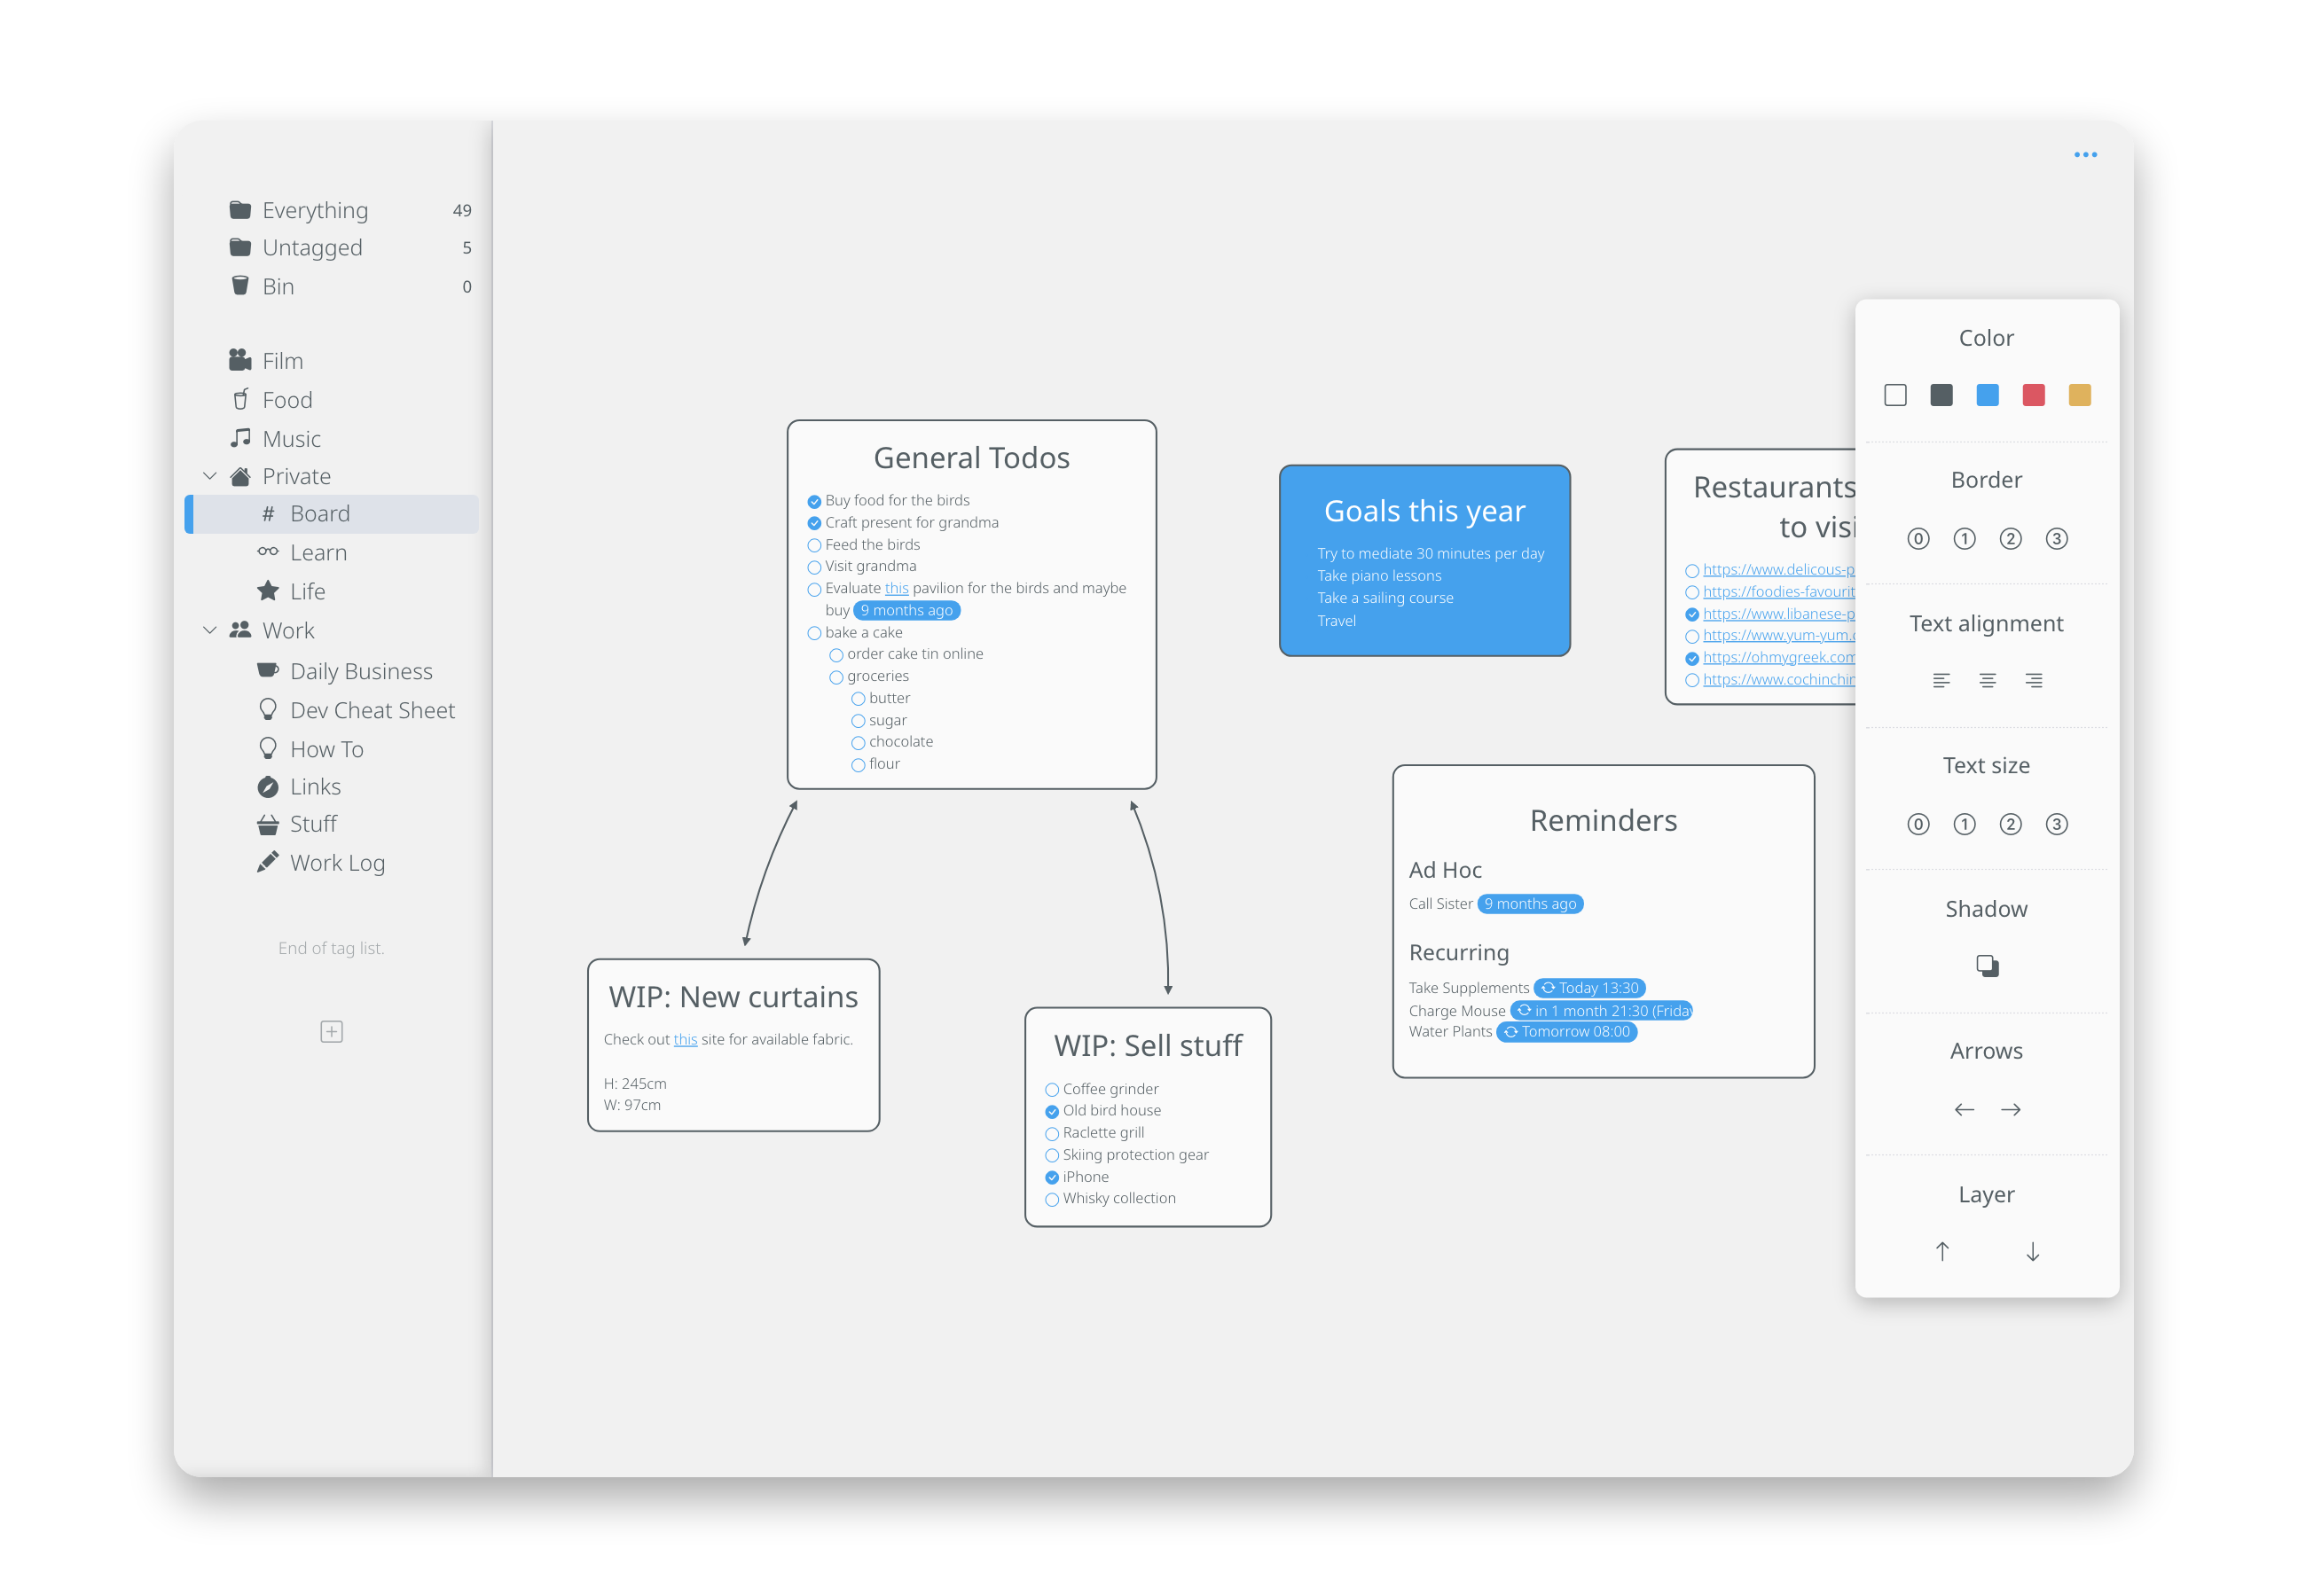 Everything 49
Untagged 5
Bin 0
Film
Food
Music
Private
# Board
Learn
Life
Work
Daily Business
Dev Cheat Sheet
How To
Links
Stuff
Work Log
End of tag list.
General Todos
Buy food for the birds
Craft present for grandma
Feed the birds
Visit grandma
Evaluate this pavilion for the birds and maybe
buy 9 months ago
bake a cake
order cake tin online
groceries
butter
sugar
chocolate
flour
Goals this year
Try to mediate 30 minutes per day
Take piano lessons
Take a sailing course
Travel
Restaurants
to visi
https://www.delicous-p
https://foodies-favourit
https://www.libanese-p
https://www.yum-yum.
https://ohmygreek.com
https://www.cochinchin
WIP: New curtains
Check out this site for available fabric.
H: 245cm
W: 97cm
WIP: Sell stuff
Coffee grinder
Old bird house
Raclette grill
Skiing protection gear
iPhone
Whisky collection
Reminders
Ad Hoc
Call Sister 9 months ago
Recurring
Take Supplements Today 13:30
Charge Mouse in 1 month 21:30 (Friday
Water Plants Tomorrow 08:00
Color
Border
0 1 2 3
Text alignment
Text size
0 1 2 3
Shadow
Arrows
Layer